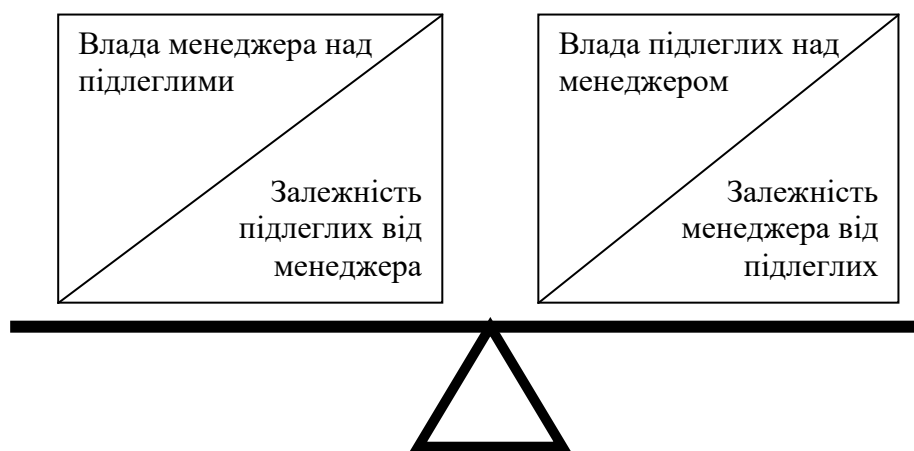 Влада менеджера над
підлеглими
Залежність
підлеглих від
менеджера
Влада підлеглих над
менеджером
Залежність
менеджера від
підлеглих